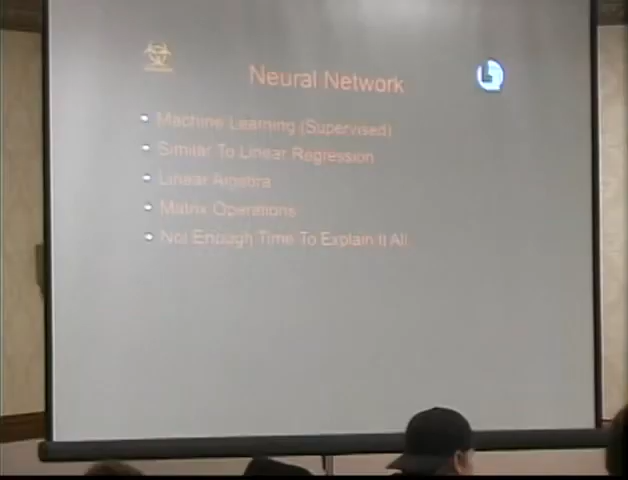 Neural Network
Machine Learning (Supervised)
Similar To Linear Regression
Linear Algebra
Matrix Operations
Not Enough Time To Explain It All